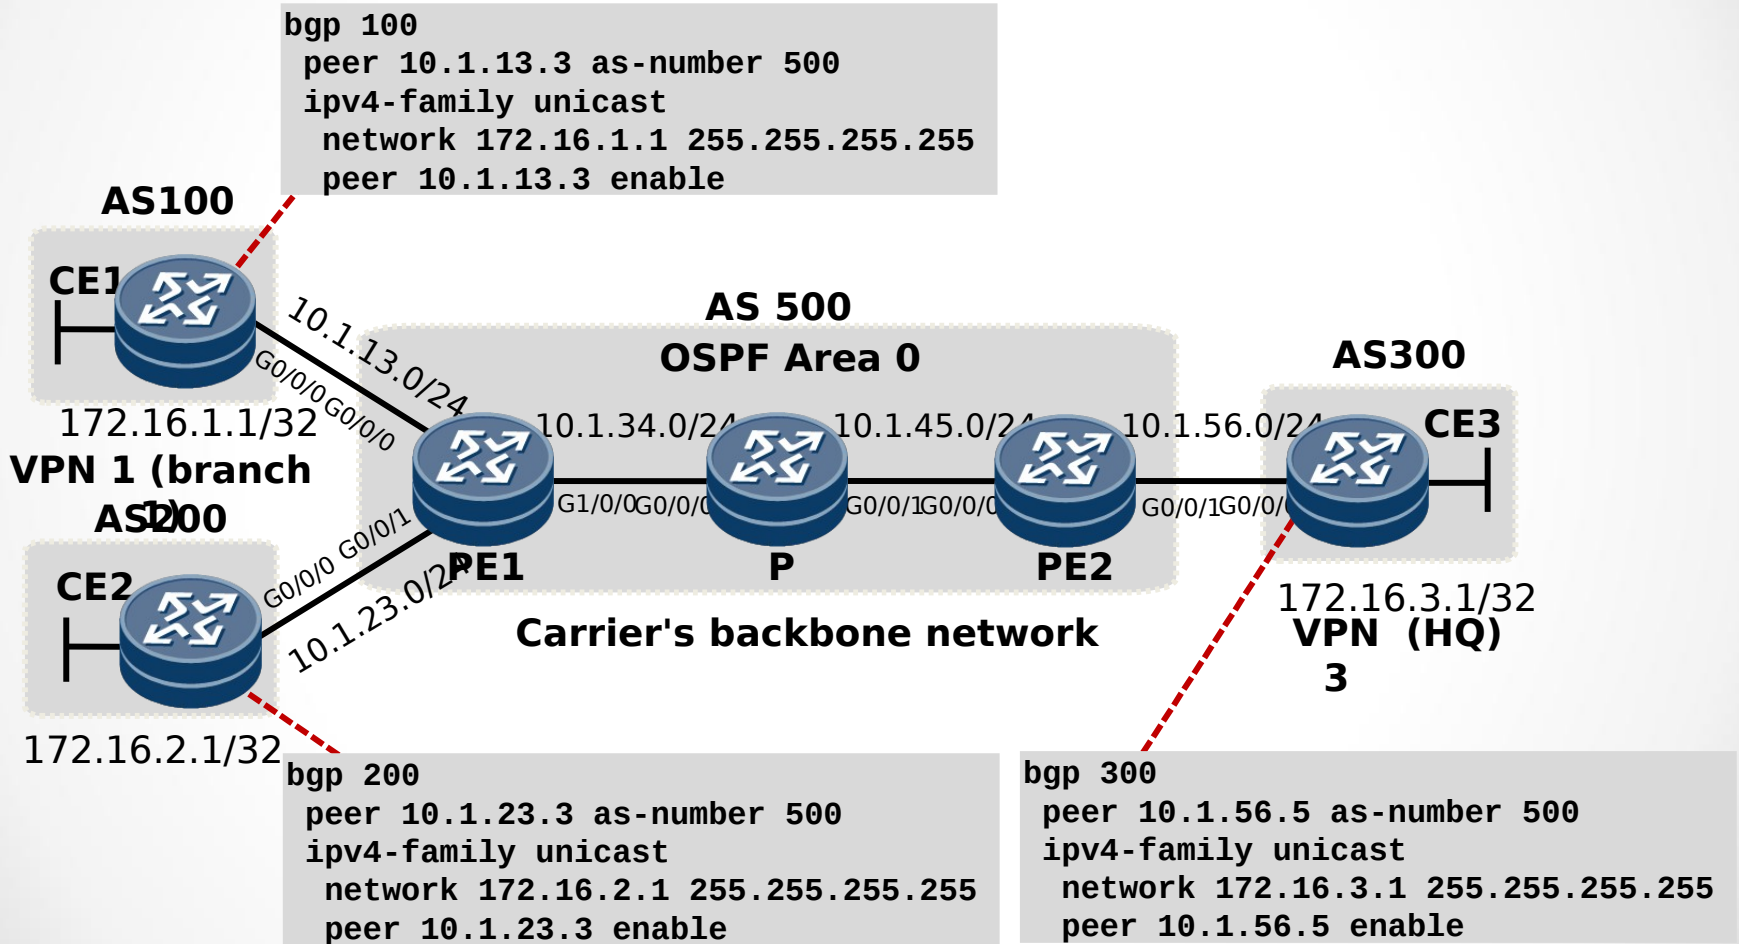 bgp 100
peer 10.1.13.3 as-number 500
ipv4-family unicast
network 172.16.1.1 255.255.255.255
peer 10.1.13.3 enable
AS100
CE1
10.1.13.0/24
G0/0/0
G0/0/0
172.16.1.1/32
VPN 1 (branch
1)
AS200
CE2
G0/0/0
G0/0/1
10.1.23.0/24
172.16.2.1/32
AS 500
OSPF Area 0
10.1.34.0/24
10.1.45.0/24
10.1.56.0/24
G1/0/0
G0/0/0
G0/0/1
G0/0/0
G0/0/1
G0/0/0
PE1
P
PE2
Carrier's backbone network
AS300
CE3
172.16.3.1/32
VPN (HQ)
3
bgp 200
peer 10.1.23.3 as-number 500
ipv4-family unicast
network 172.16.2.1 255.255.255.255
peer 10.1.23.3 enable
bgp 300
peer 10.1.56.5 as-number 500
ipv4-family unicast
network 172.16.3.1 255.255.255.255
peer 10.1.56.5 enable